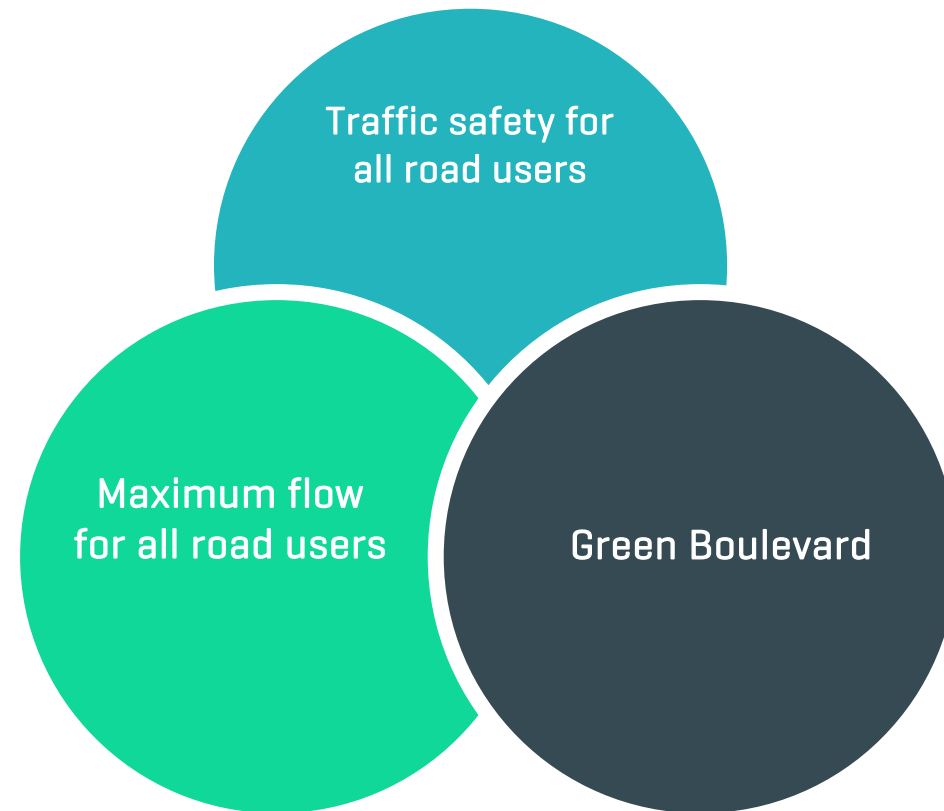 Traffic safety for
all road users
Maximum flow
for all road users
Green Boulevard